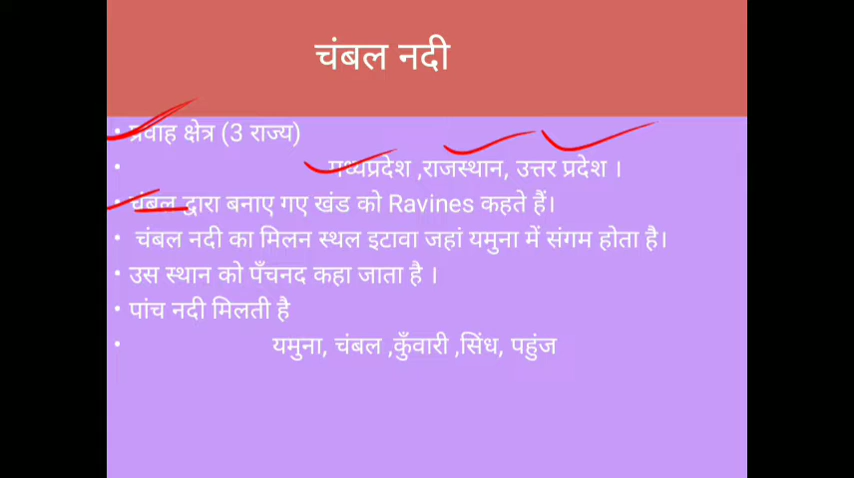 चंबल नदी
• प्रवाह क्षेत्र (3 राज्य)
• मध्यप्रदेश ,राजस्थान, उत्तर प्रदेश ।
• चंबल द्वारा बनाए गए खंड को Ravines कहते हैं।
• चंबल नदी का मिलन स्थल इटावा जहां यमुना में संगम होता है।
• उस स्थान को पँचनद कहा जाता है ।
• पांच नदी मिलती है
• यमुना, चंबल ,कुँवारी ,सिंध, पहुंज